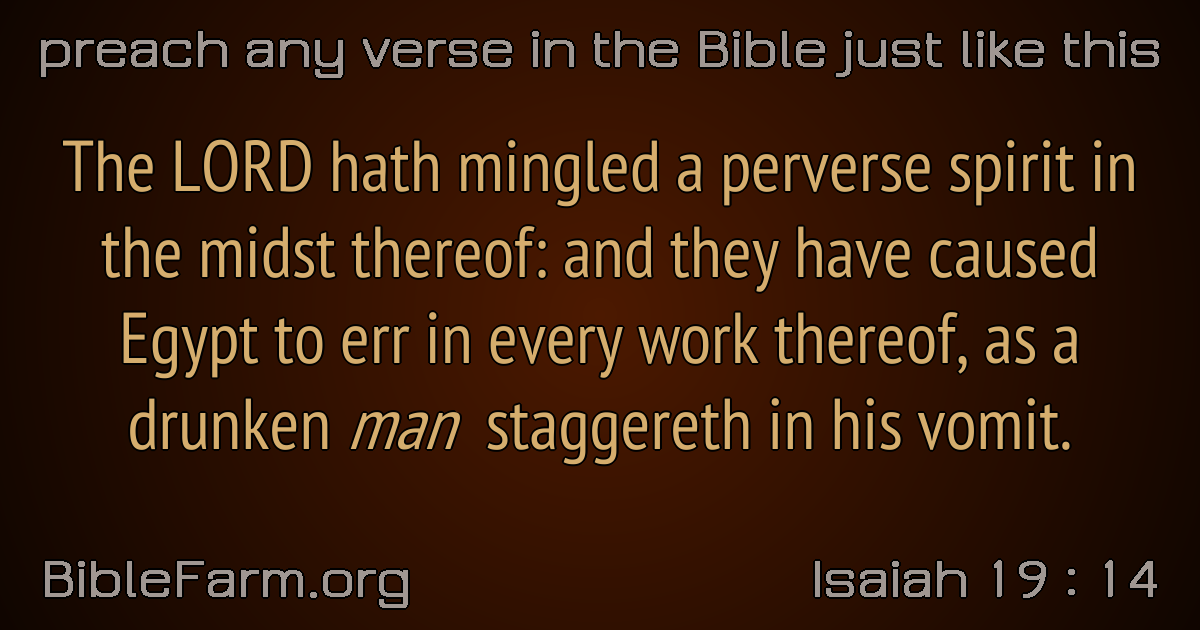 preach any verse in the Bible just like this
The LORD hath mingled a perverse spirit in
the midst thereof: and they have caused
Egypt to err in every work thereof, as a
drunken man staggereth in his vomit.
BibleFarm.org
Isaiah 19 : 14